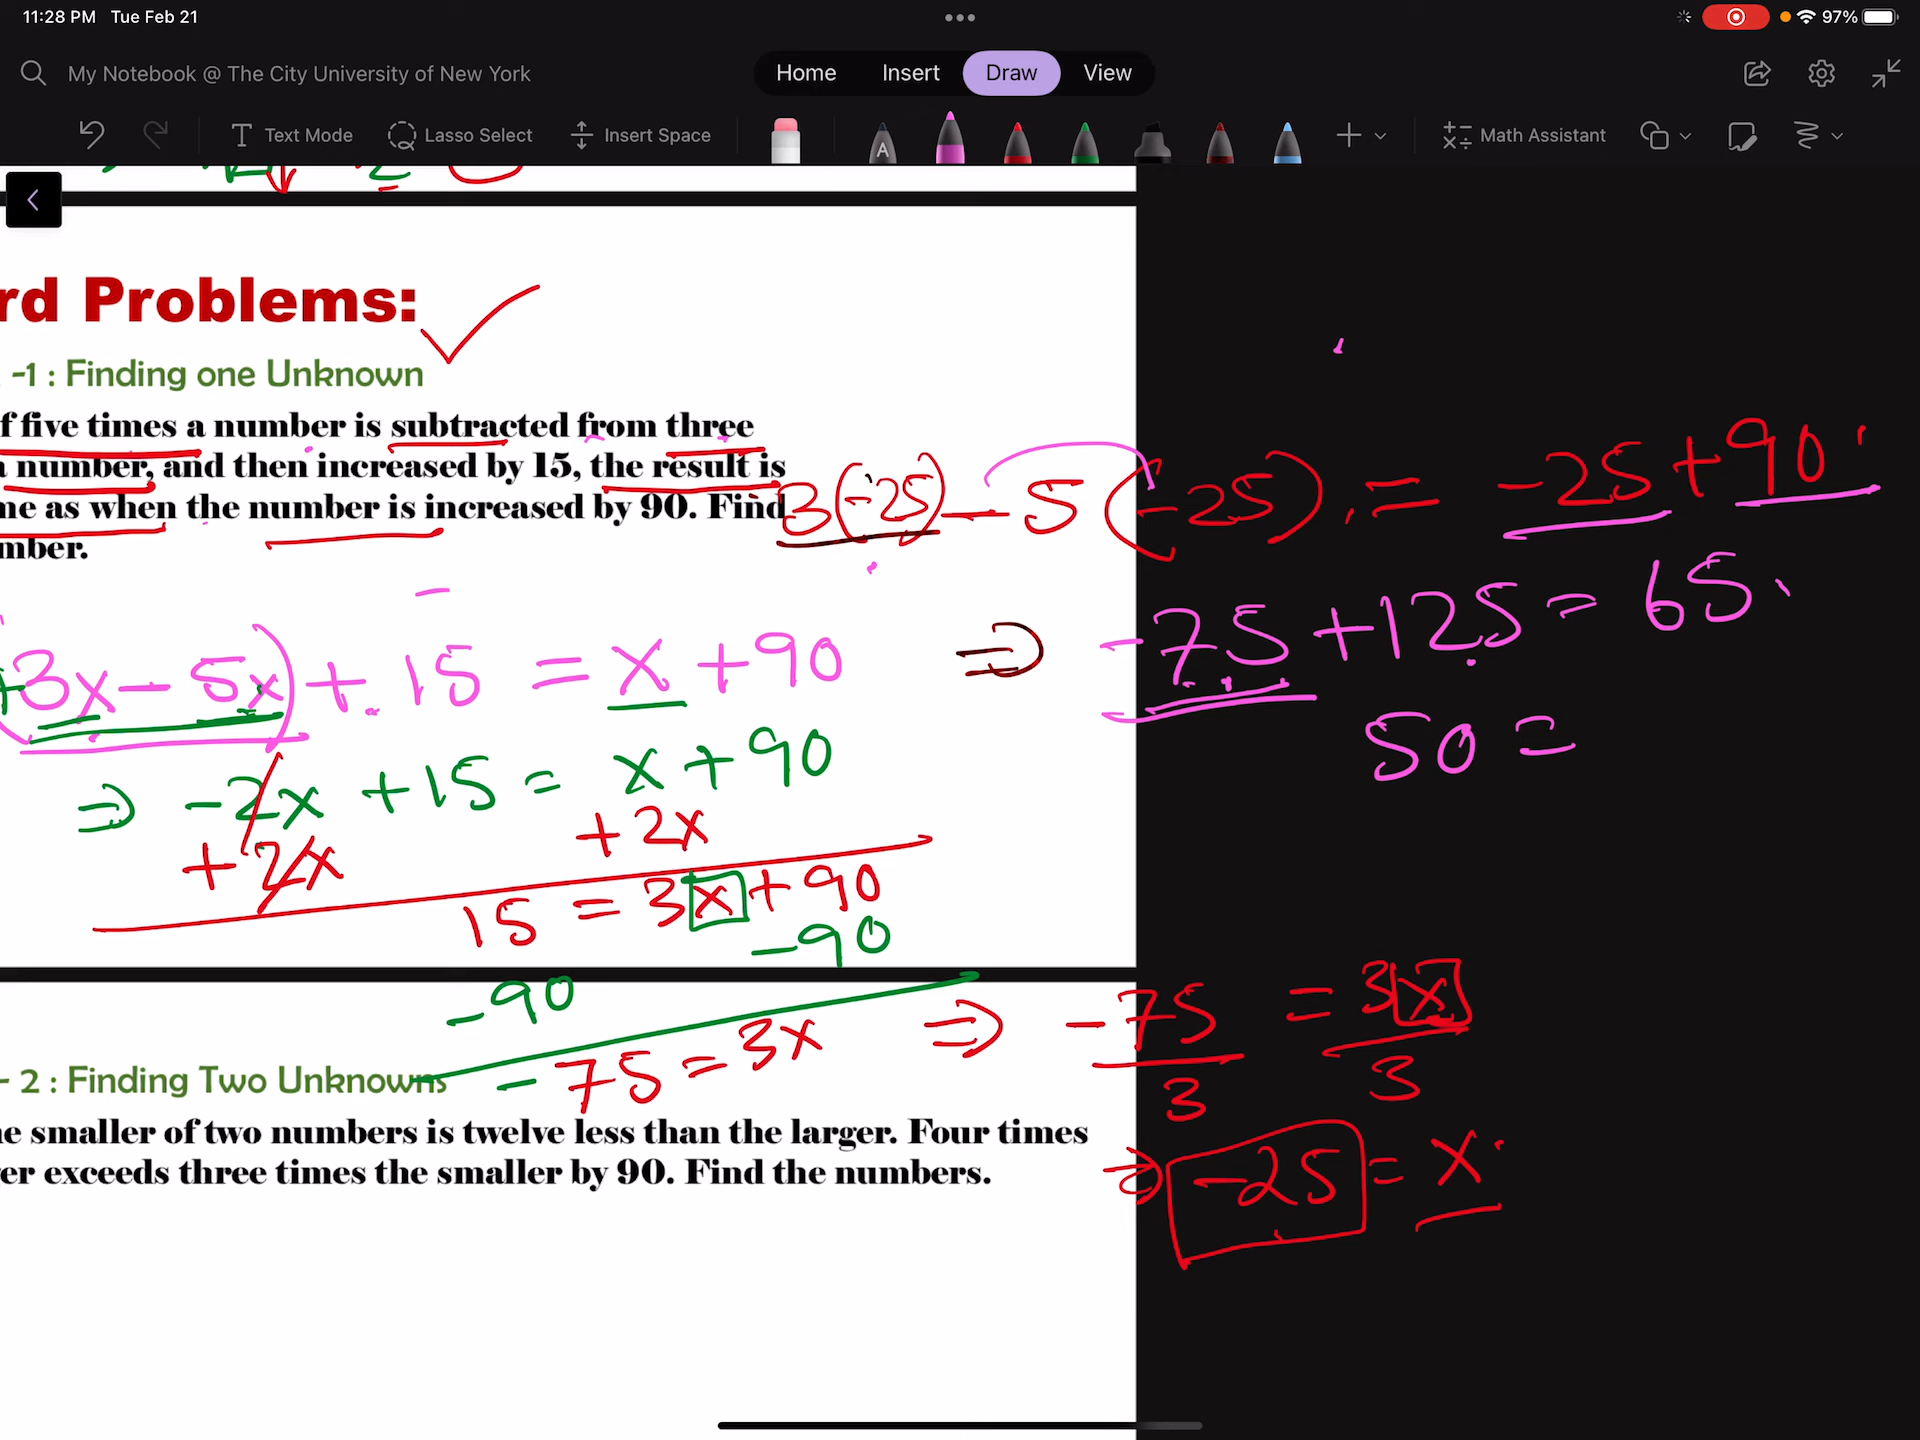 11:28 PM Tue Feb 21
97%
My Notebook @ The City University of New York
Home Insert Draw View
Text Mode Lasso Select Insert Space A Math Assistant
rd Problems:
-1 : Finding one Unknown
f five times a number is subtracted from three
a number, and then increased by 15, the result is
me as when the number is increased by 90. Find
mber.
3(-25) - 5(-25) = -25 + 90
⇒ -75 + 125 = 65
50 =
(3x - 5x) + 15 = x + 90
⇒ -2x + 15 = x + 90
+ 2x + 2x
15 = 3x + 90
-90 -90
-75 = 3x ⇒ -75 = 3x
3 3
⇒ -25 = x
- 2 : Finding Two Unknowns
e smaller of two numbers is twelve less than the larger. Four times
er exceeds three times the smaller by 90. Find the numbers.